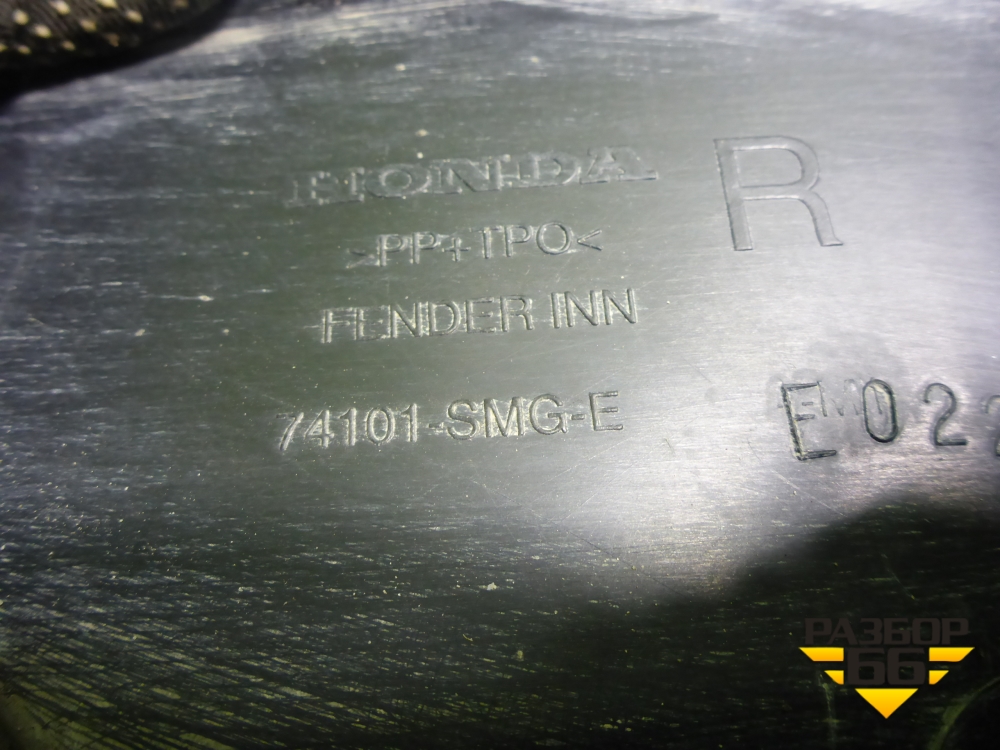 HONDA
R
>PP+TPO<
FENDER INN
74101-SMG-E
E022
РАЗБОР
66